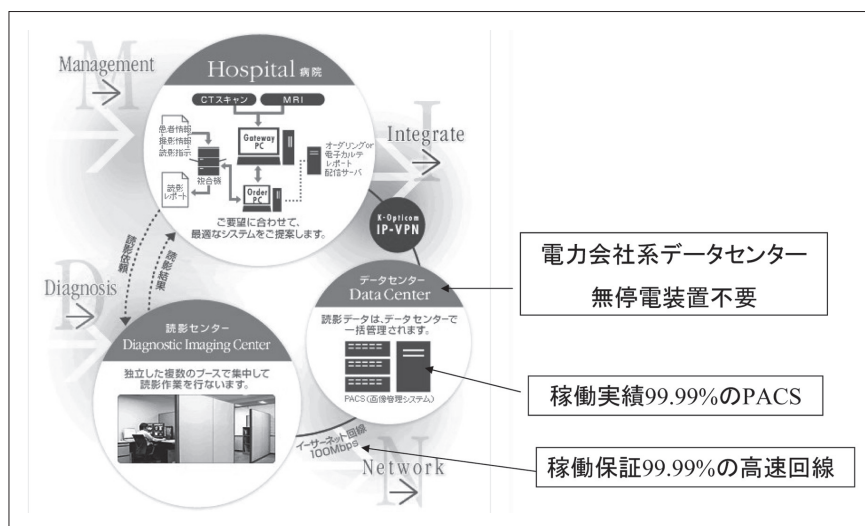 Management
Hospital 病院
CTスキャン
MRI
患者情報
撮影情報
読影指示
複合機
読影
レポート
Gateway
PC
Order
PC
オーダリングor
電子カルテ
レポート
配信サーバ
ご要望に合わせて、
最適なシステムをご提案します。
Integrate
K-Opticom
IP-VPN
読影依頼
読影結果
Diagnosis
データセンター
Data Center
読影データは、データセンターで
一括管理されます。
PACS(画像管理システム)
読影センター
Diagnostic Imaging Center
独立した複数のブースで集中して
読影作業を行ないます。
イーサーネット回線
100Mbps
Network
M
I
D
N
電力会社系データセンター
無停電装置不要
稼働実績99.99%のPACS
稼働保証99.99%の高速回線